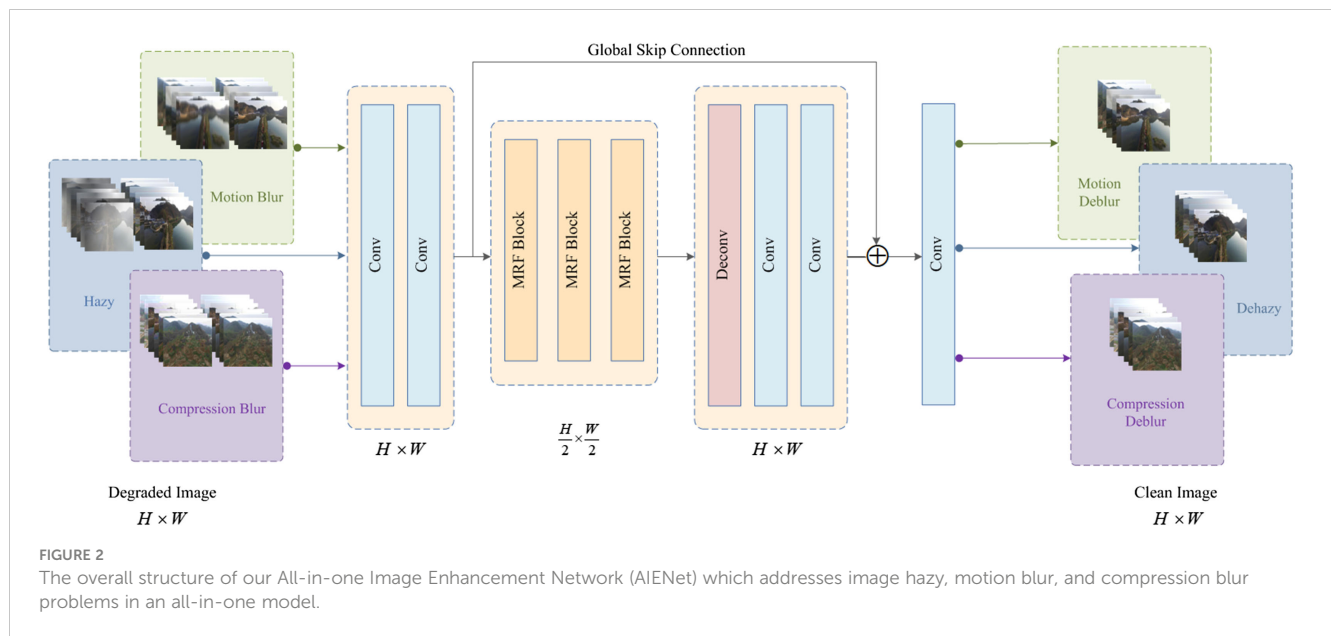 Global Skip Connection
Motion Blur
Hazy
Compression Blur
Conv
Conv
H × W
MRF Block
MRF Block
MRF Block
H/2 × W/2
Deconv
Conv
Conv
H × W
Conv
Motion
Deblur
Dehazy
Compression
Deblur
Degraded Image
H × W
Clean Image
H × W
FIGURE 2
The overall structure of our All-in-one Image Enhancement Network (AIENet) which addresses image hazy, motion blur, and compression blur
problems in an all-in-one model.